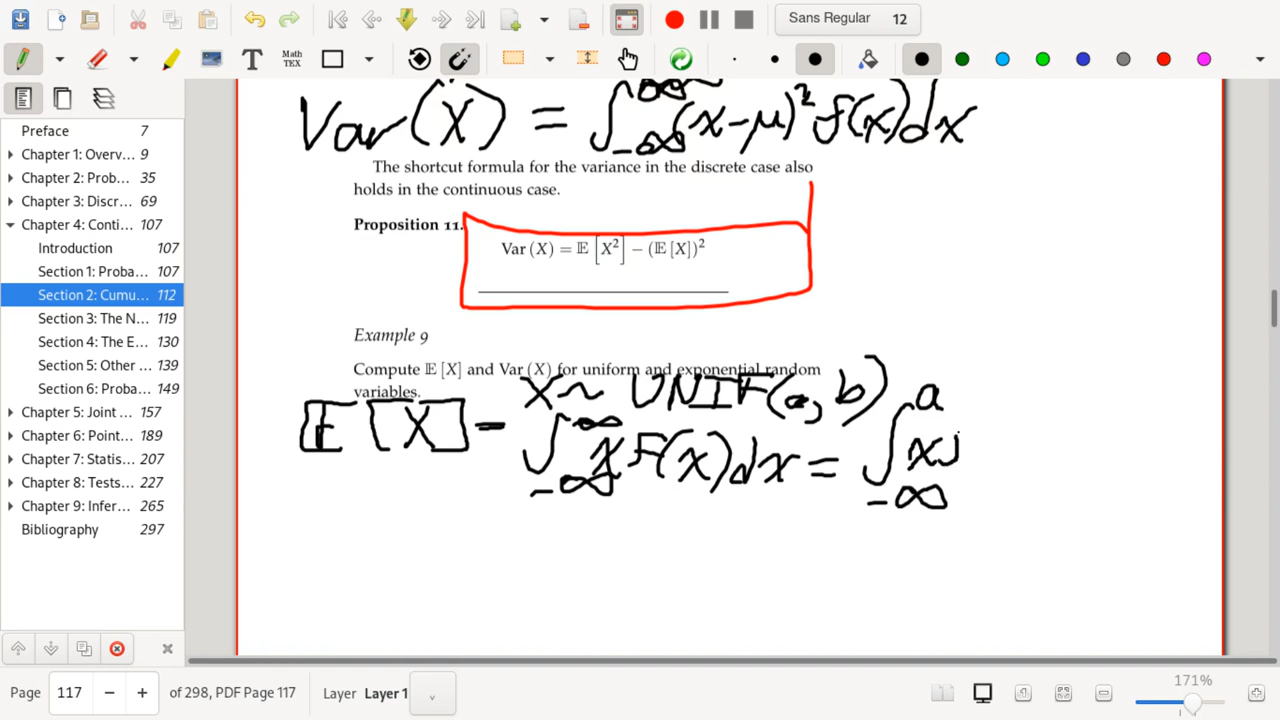 Sans Regular 12
T Math TEX
Preface 7
Chapter 1: Overv... 9
Chapter 2: Prob... 35
Chapter 3: Discr... 69
Chapter 4: Conti... 107
Introduction 107
Section 1: Proba... 107
Section 2: Cumu... 112
Section 3: The N... 119
Section 4: The E... 130
Section 5: Other ... 139
Section 6: Proba... 149
Chapter 5: Joint ... 157
Chapter 6: Point... 189
Chapter 7: Statis... 207
Chapter 8: Tests... 227
Chapter 9: Infer... 265
Bibliography 297
Var(X) = ∫_{-∞}^{∞} (x-μ)² f(x)dx
The shortcut formula for the variance in the discrete case also
holds in the continuous case.
Proposition 11.
Var (X) = 𝔼 [X²] − (𝔼 [X])²
Example 9
Compute 𝔼 [X] and Var (X) for uniform and exponential random
variables.
X ~ UNIF(a, b)
𝔼 [X] = ∫_{-∞}^{∞} x f(x)dx = ∫_{-∞}^{a} x
Page 117 − + of 298, PDF Page 117 Layer Layer 1 171%